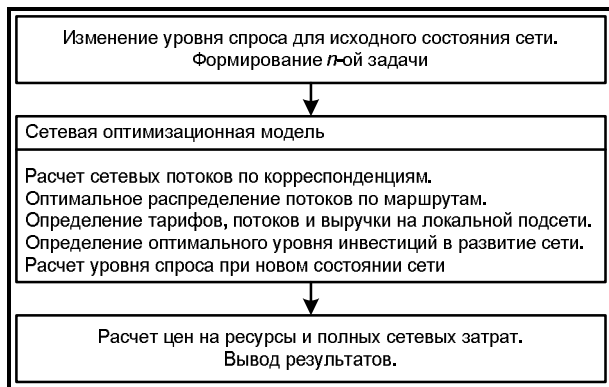 Изменение уровня спроса для исходного состояния сети.
Формирование n-ой задачи
Сетевая оптимизационная модель
Расчет сетевых потоков по корреспонденциям.
Оптимальное распределение потоков по маршрутам.
Определение тарифов, потоков и выручки на локальной подсети.
Определение оптимального уровня инвестиций в развитие сети.
Расчет уровня спроса при новом состоянии сети
Расчет цен на ресурсы и полных сетевых затрат.
Вывод результатов.